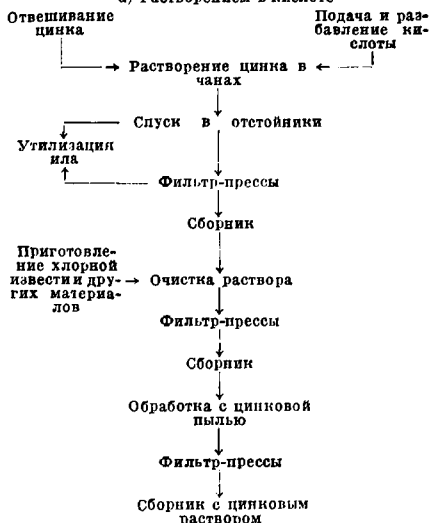 а) Растворением в кислоте
Отвешивание
цинка
Подача и раз-
бавление ки-
слоты
Растворение цинка в
чанах
Спуск в отстойники
Утилизация
ила
Фильтр-прессы
Сборник
Приготовле-
ние хлорной
извести и дру-
гих материа-
лов
Очистка раствора
Фильтр-прессы
Сборник
Обработка с цинковой
пылью
Фильтр-прессы
Сборник с цинковым
раствором